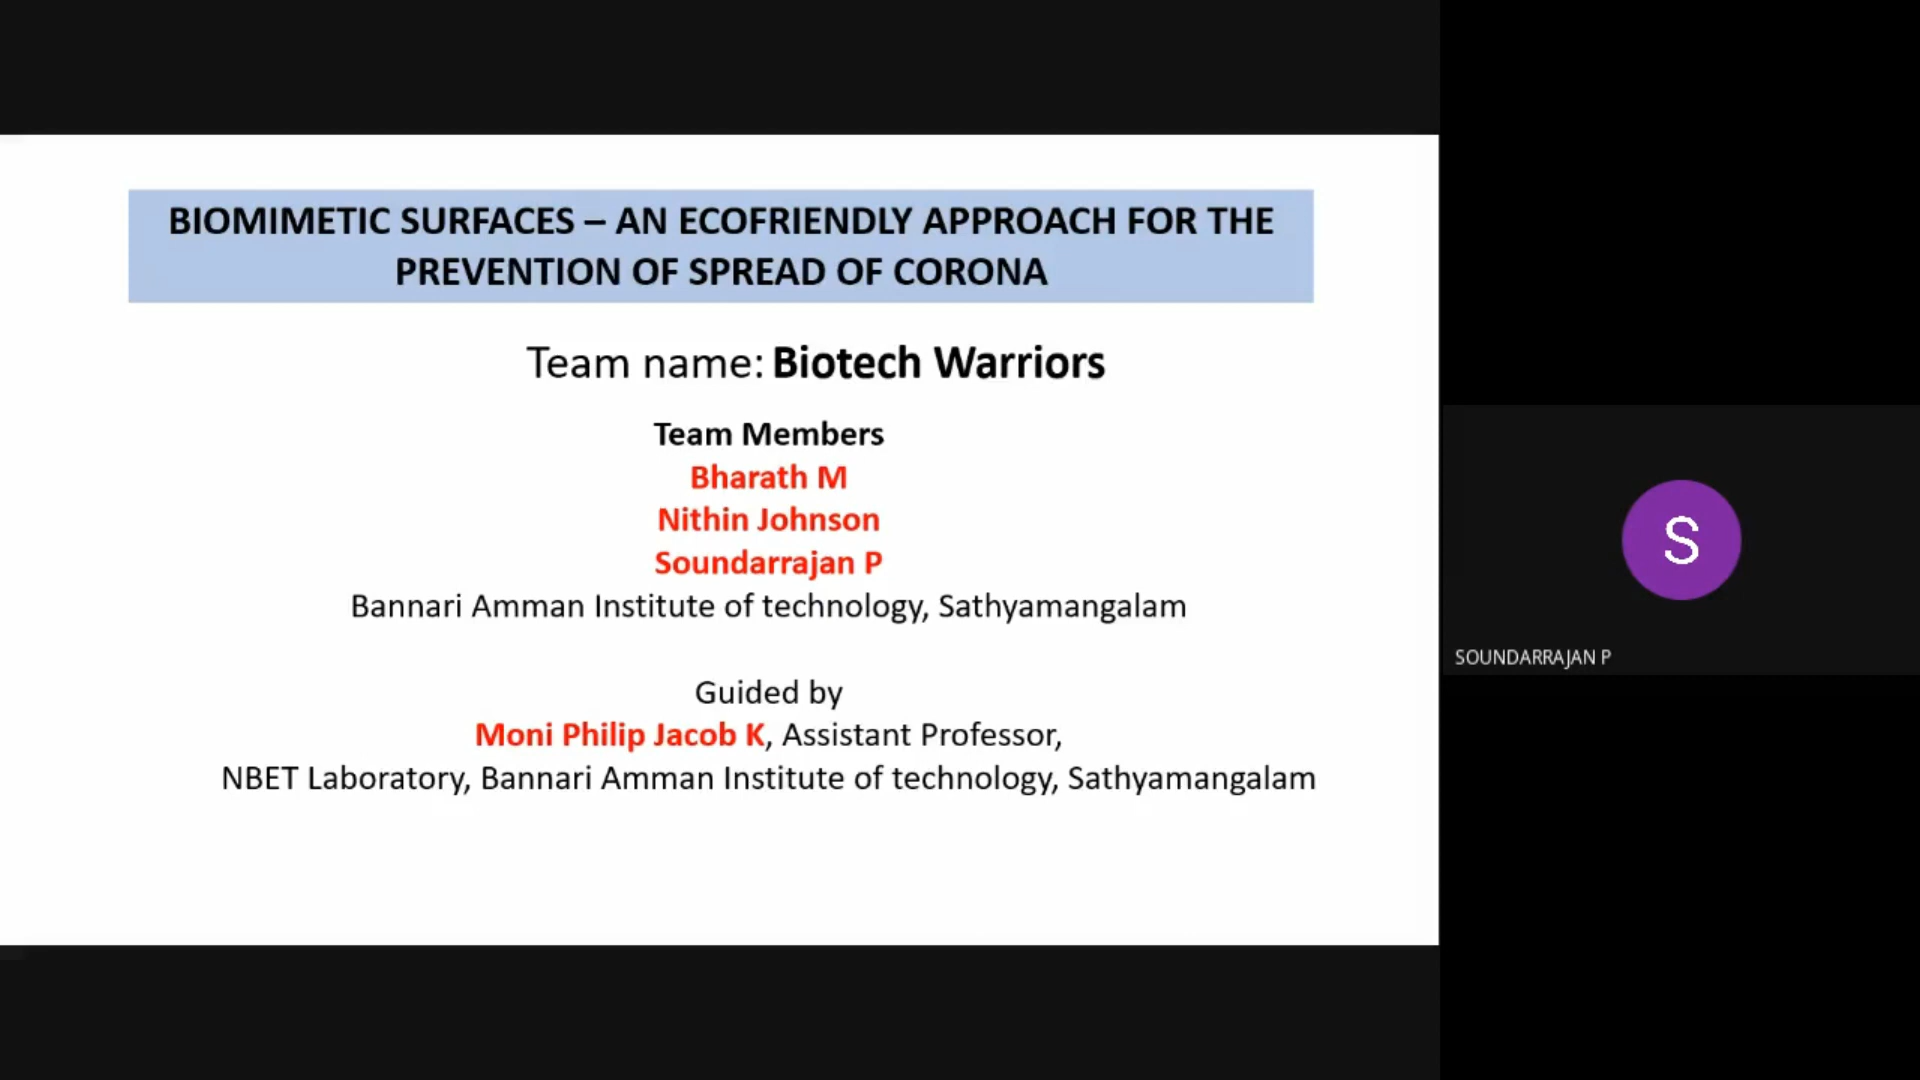 BIOMIMETIC SURFACES – AN ECOFRIENDLY APPROACH FOR THE
PREVENTION OF SPREAD OF CORONA
Team name: Biotech Warriors
Team Members
Bharath M
Nithin Johnson
Soundarrajan P
Bannari Amman Institute of technology, Sathyamangalam
Guided by
Moni Philip Jacob K, Assistant Professor,
NBET Laboratory, Bannari Amman Institute of technology, Sathyamangalam
S
SOUNDARRAJAN P